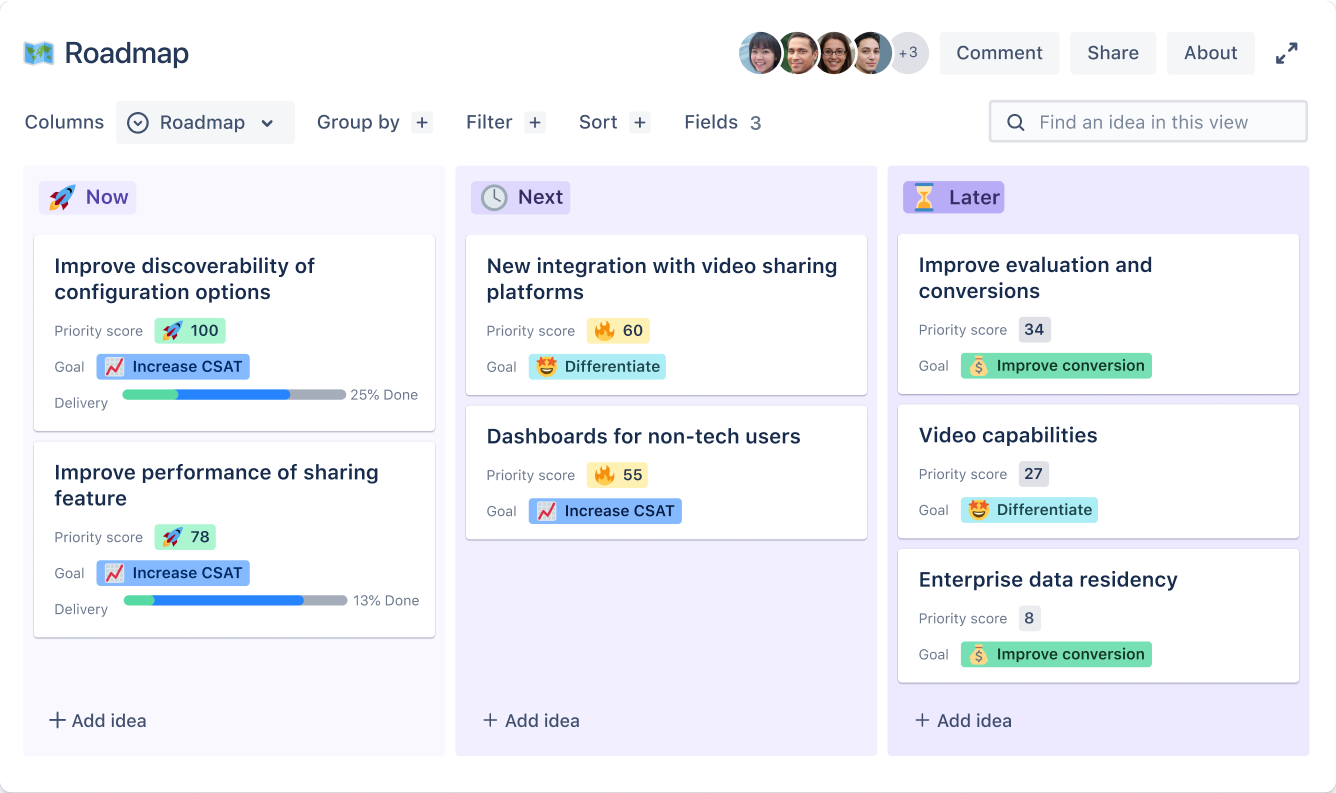 Roadmap
+3
Comment
Share
About
Columns
Roadmap
Group by +
Filter +
Sort +
Fields 3
Find an idea in this view
Now
Improve discoverability of
configuration options
Priority score 100
Goal Increase CSAT
Delivery 25% Done
Improve performance of sharing
feature
Priority score 78
Goal Increase CSAT
Delivery 13% Done
+ Add idea
Next
New integration with video sharing
platforms
Priority score 60
Goal Differentiate
Dashboards for non-tech users
Priority score 55
Goal Increase CSAT
+ Add idea
Later
Improve evaluation and
conversions
Priority score 34
Goal Improve conversion
Video capabilities
Priority score 27
Goal Differentiate
Enterprise data residency
Priority score 8
Goal Improve conversion
+ Add idea